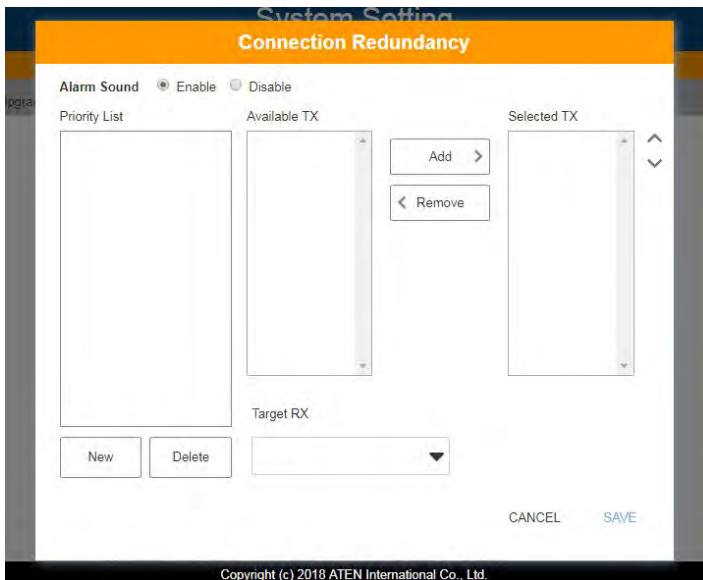 System Setting
Connection Redundancy
Alarm Sound Enable Disable
Priority List Available TX Selected TX
Add
Remove
Target RX
New Delete
CANCEL SAVE
Copyright (c) 2018 ATEN International Co., Ltd.